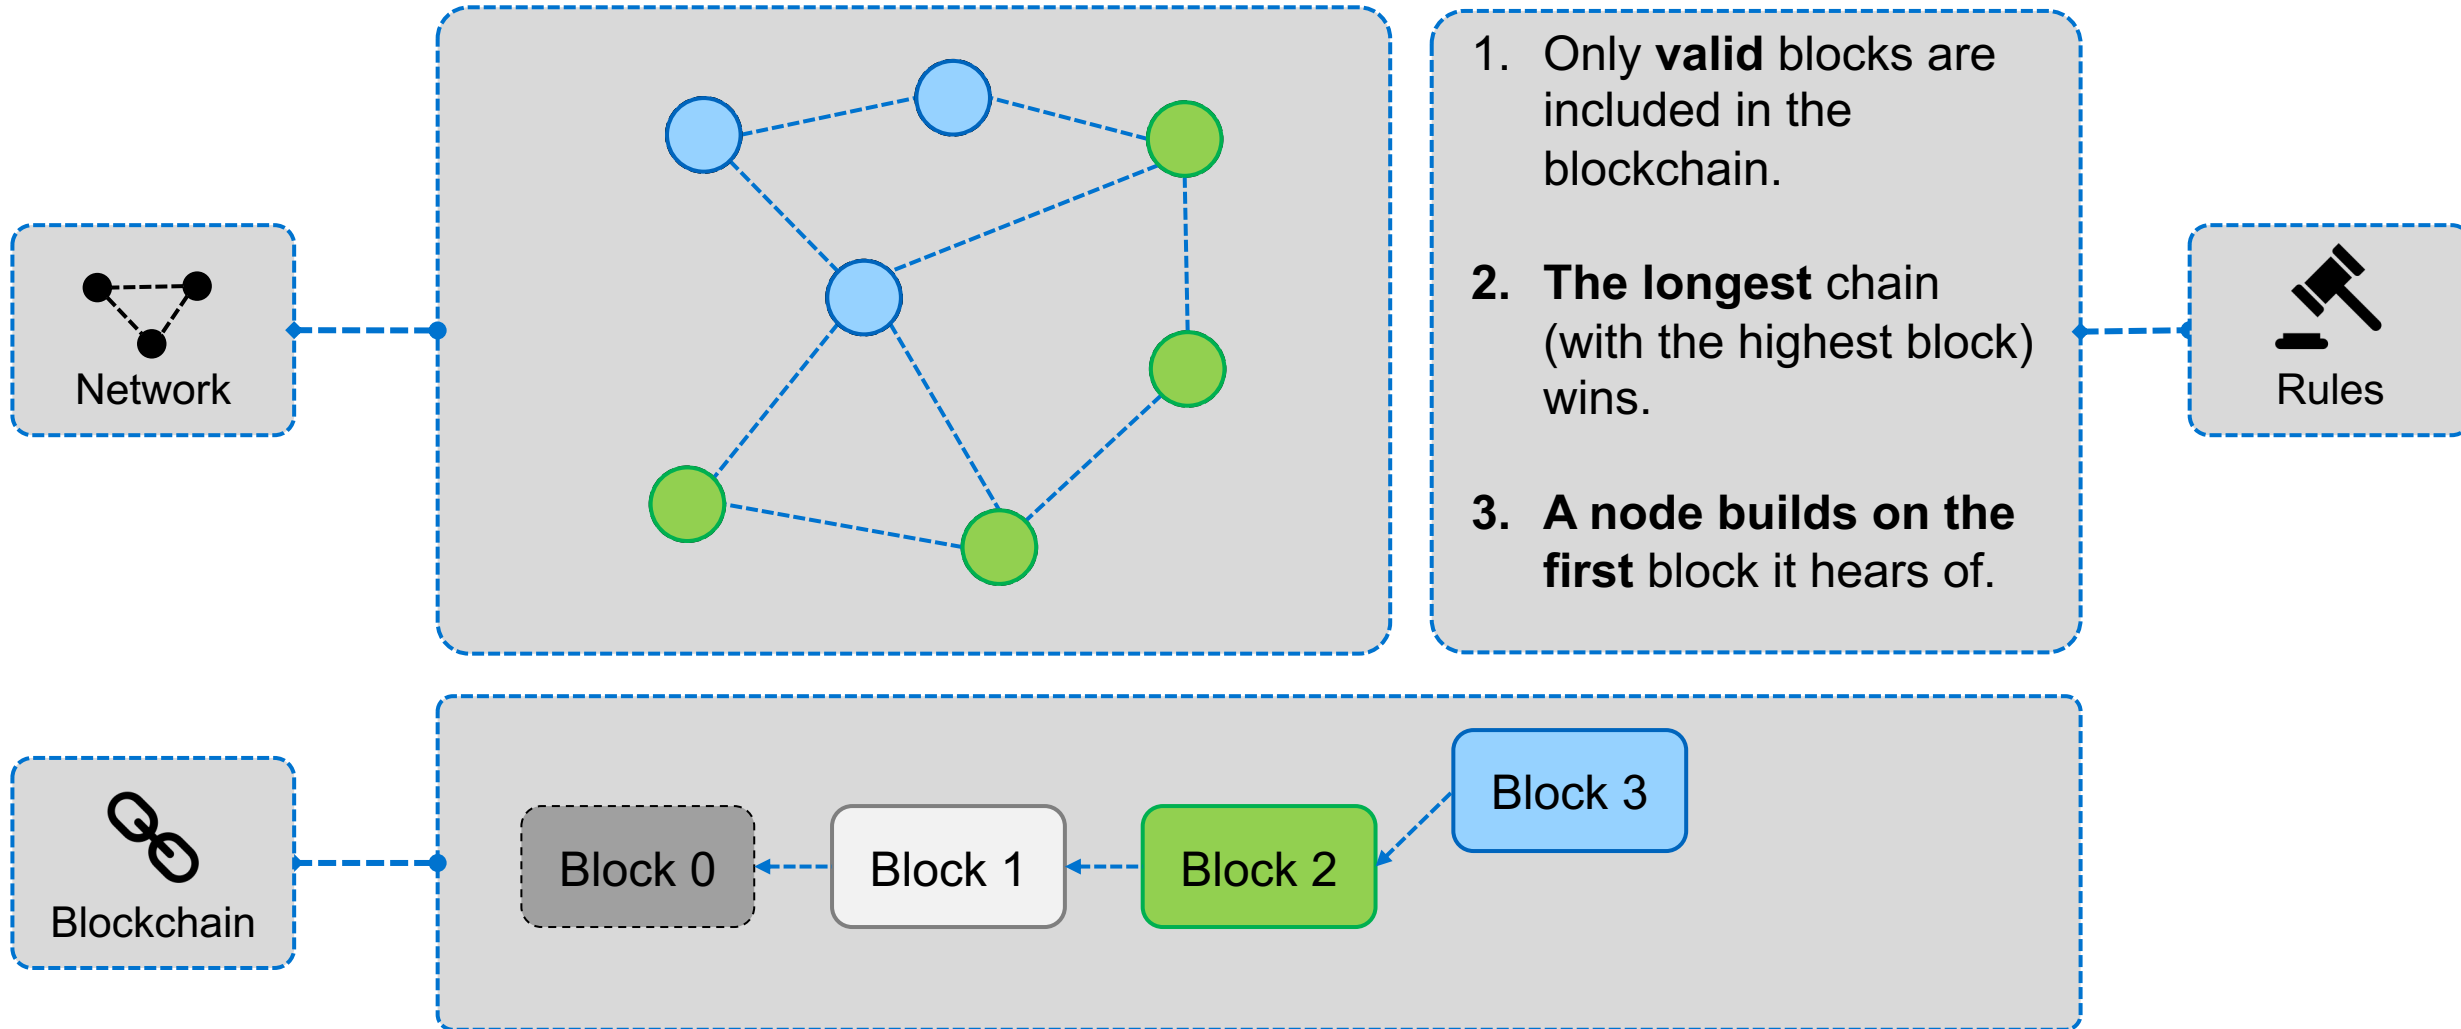 Network
1. Only valid blocks are
included in the
blockchain.
2. The longest chain
(with the highest block)
wins.
3. A node builds on the
first block it hears of.
Rules
Blockchain
Block 0
Block 1
Block 2
Block 3